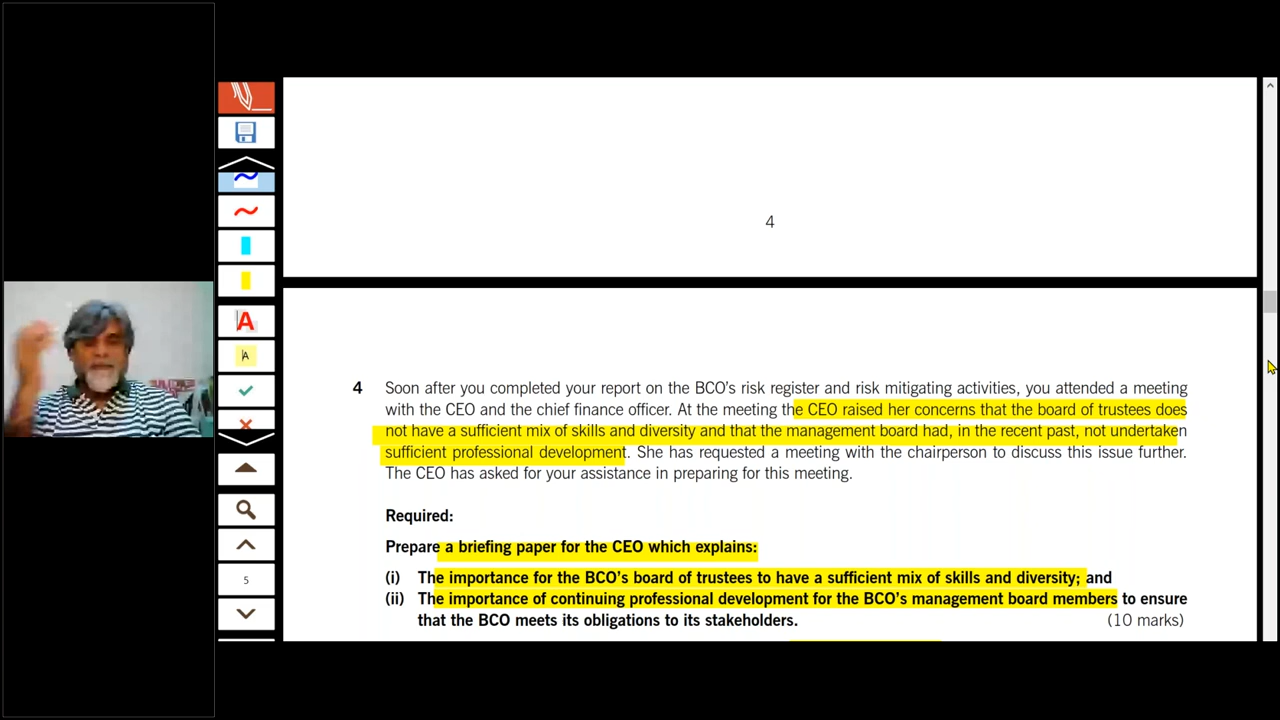 A
A
5
4
4 Soon after you completed your report on the BCO's risk register and risk mitigating activities, you attended a meeting
with the CEO and the chief finance officer. At the meeting the CEO raised her concerns that the board of trustees does
not have a sufficient mix of skills and diversity and that the management board had, in the recent past, not undertaken
sufficient professional development. She has requested a meeting with the chairperson to discuss this issue further.
The CEO has asked for your assistance in preparing for this meeting.
Required:
Prepare a briefing paper for the CEO which explains:
(i) The importance for the BCO's board of trustees to have a sufficient mix of skills and diversity; and
(ii) The importance of continuing professional development for the BCO's management board members to ensure
that the BCO meets its obligations to its stakeholders. (10 marks)